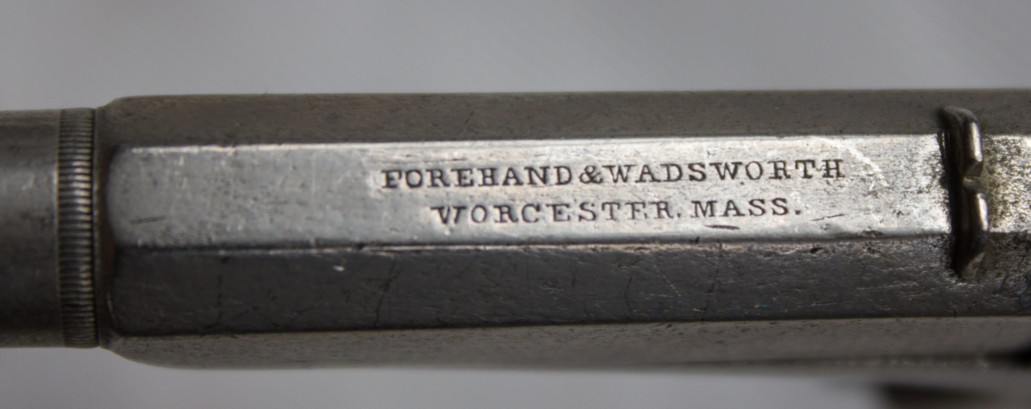 FOREHAND & WADSWORTH
WORCESTER. MASS.